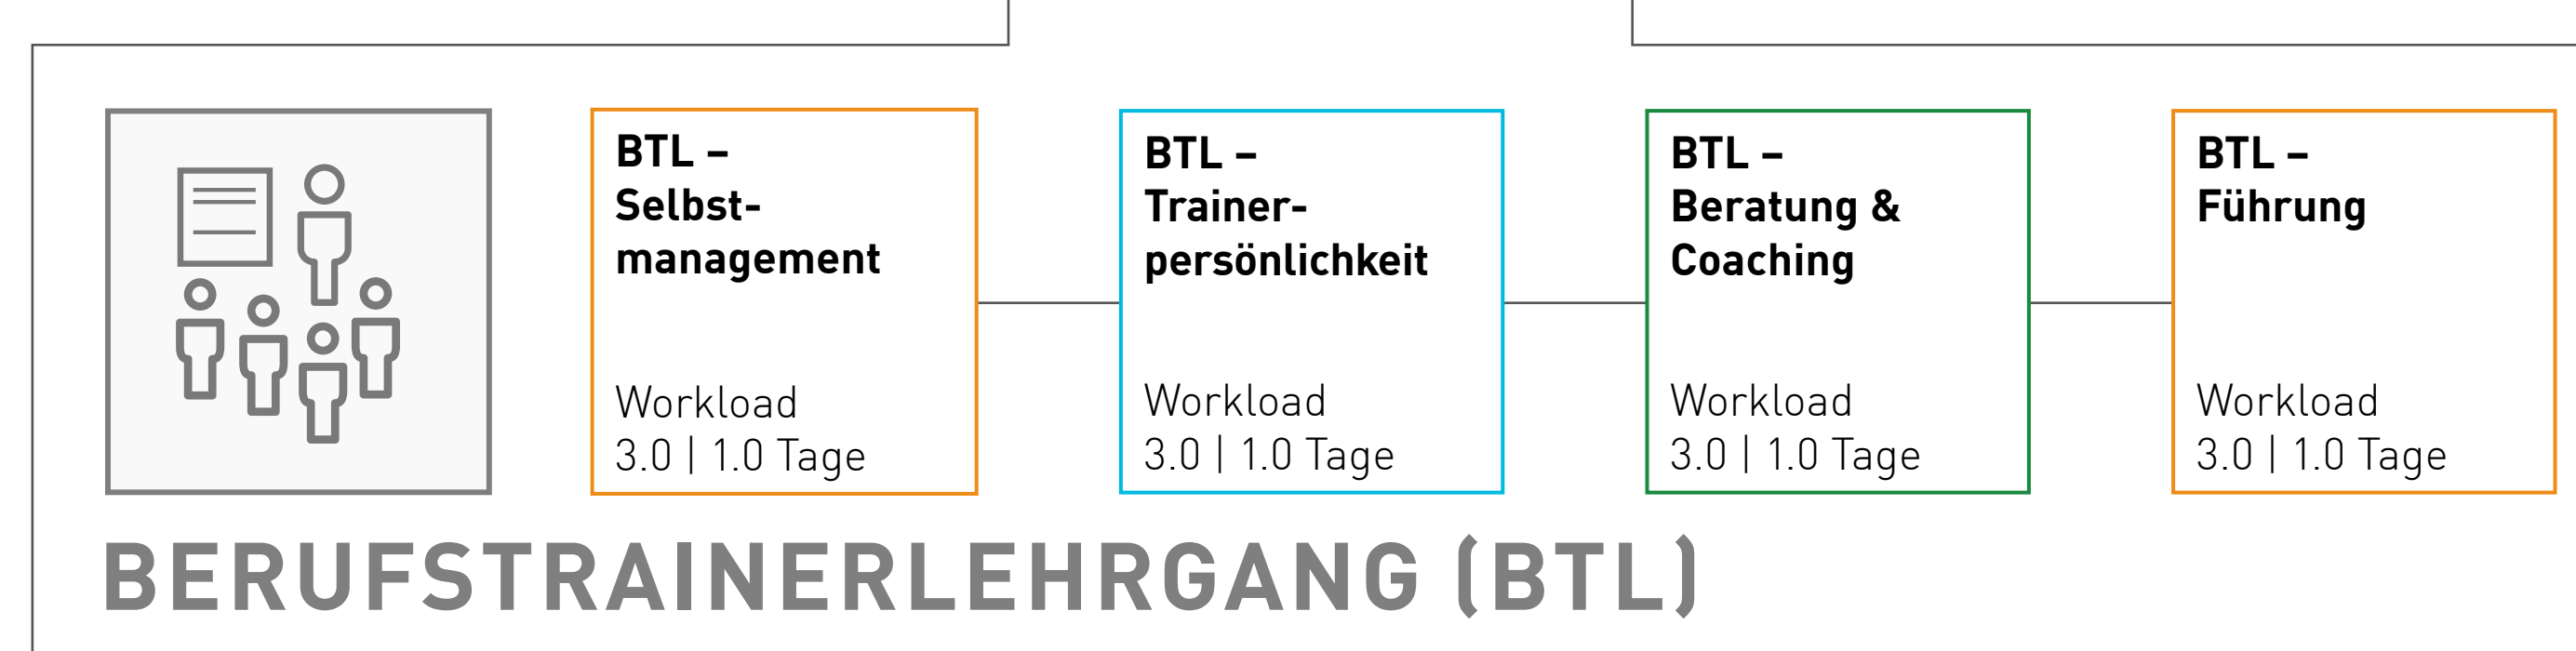 BTL –
Selbst-
management
Workload
3.0 | 1.0 Tage
BTL –
Trainer-
persönlichkeit
Workload
3.0 | 1.0 Tage
BTL –
Beratung &
Coaching
Workload
3.0 | 1.0 Tage
BTL –
Führung
Workload
3.0 | 1.0 Tage
BERUFSTRAINERLEHRGANG (BTL)